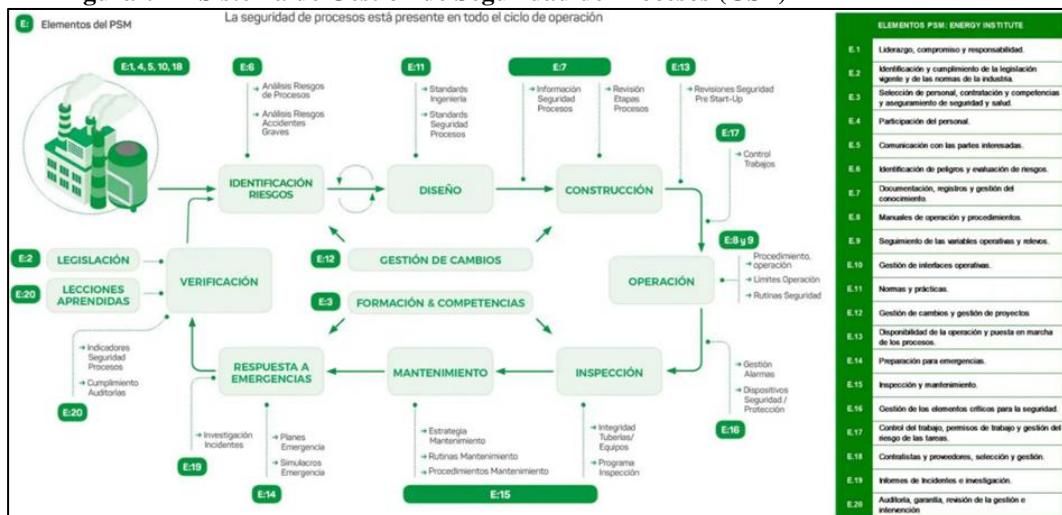 La seguridad de procesos está presente en todo el ciclo de operación
E: Elementos del PSM
E:1, 4, 5, 10, 18
E:6
→ Análisis Riesgos
de Procesos
→ Análisis Riesgos
Accidentes
Graves
E:11
→ Standards
Ingeniería
→ Standards
Seguridad
Procesos
E:7
→ Información
Seguridad
Procesos
→ Revisión
Etapas
Procesos
E:13
→ Revisiones Seguridad
Pre Start-Up
E:17
→ Control
Trabajos
IDENTIFICACIÓN
RIESGOS
DISEÑO
CONSTRUCCIÓN
E:8 y 9
→ Procedimiento,
operación
→ Limites Operación
→ Rutinas Seguridad
E:2 LEGISLACIÓN
E:20 LECCIONES
APRENDIDAS
VERIFICACIÓN
E:12 GESTIÓN DE CAMBIOS
E:3 FORMACIÓN & COMPETENCIAS
OPERACIÓN
RESPUESTA A
EMERGENCIAS
MANTENIMIENTO
INSPECCIÓN
→ Indicadores
Seguridad
Procesos
→ Cumplimiento
Auditorias
E:20
→ Investigación
Incidentes
E:19
→ Planes
Emergencia
→ Simulacros
Emergencia
E:14
→ Estrategia
Mantenimiento
→ Rutinas Mantenimiento
→ Procedimientos Mantenimiento
→ Integridad
Tuberías/
Equipos
→ Programa
Inspección
E:15
→ Gestión
Alarmas
→ Dispositivos
Seguridad /
Protección
E:16
ELEMENTOS PSM: ENERGY INSTITUTE
E.1 Liderazgo, compromiso y responsabilidad.
E.2 Identificación y cumplimiento de la legislación
vigente y de las normas de la industria.
E.3 Selección de personal, contratación y competencias
y aseguramiento de seguridad y salud.
E.4 Participación del personal.
E.5 Comunicación con las partes interesadas.
E.6 Identificación de peligros y evaluación de riesgos.
E.7 Documentación, registros y gestión del
conocimiento.
E.8 Manuales de operación y procedimientos.
E.9 Seguimiento de las variables operativas y relevos.
E.10 Gestión de interfaces operativas.
E.11 Normas y prácticas.
E.12 Gestión de cambios y gestión de proyectos
E.13 Disponibilidad de la operación y puesta en marcha
de los procesos.
E.14 Preparación para emergencias.
E.15 Inspección y mantenimiento.
E.16 Gestión de los elementos críticos para la seguridad.
E.17 Control del trabajo, permisos de trabajo y gestión del
riesgo de las tareas.
E.18 Contratistas y proveedores, selección y gestión.
E.19 Informes de Incidentes e investigación.
E.20 Auditoría, garantía, revisión de la gestión e
intervención